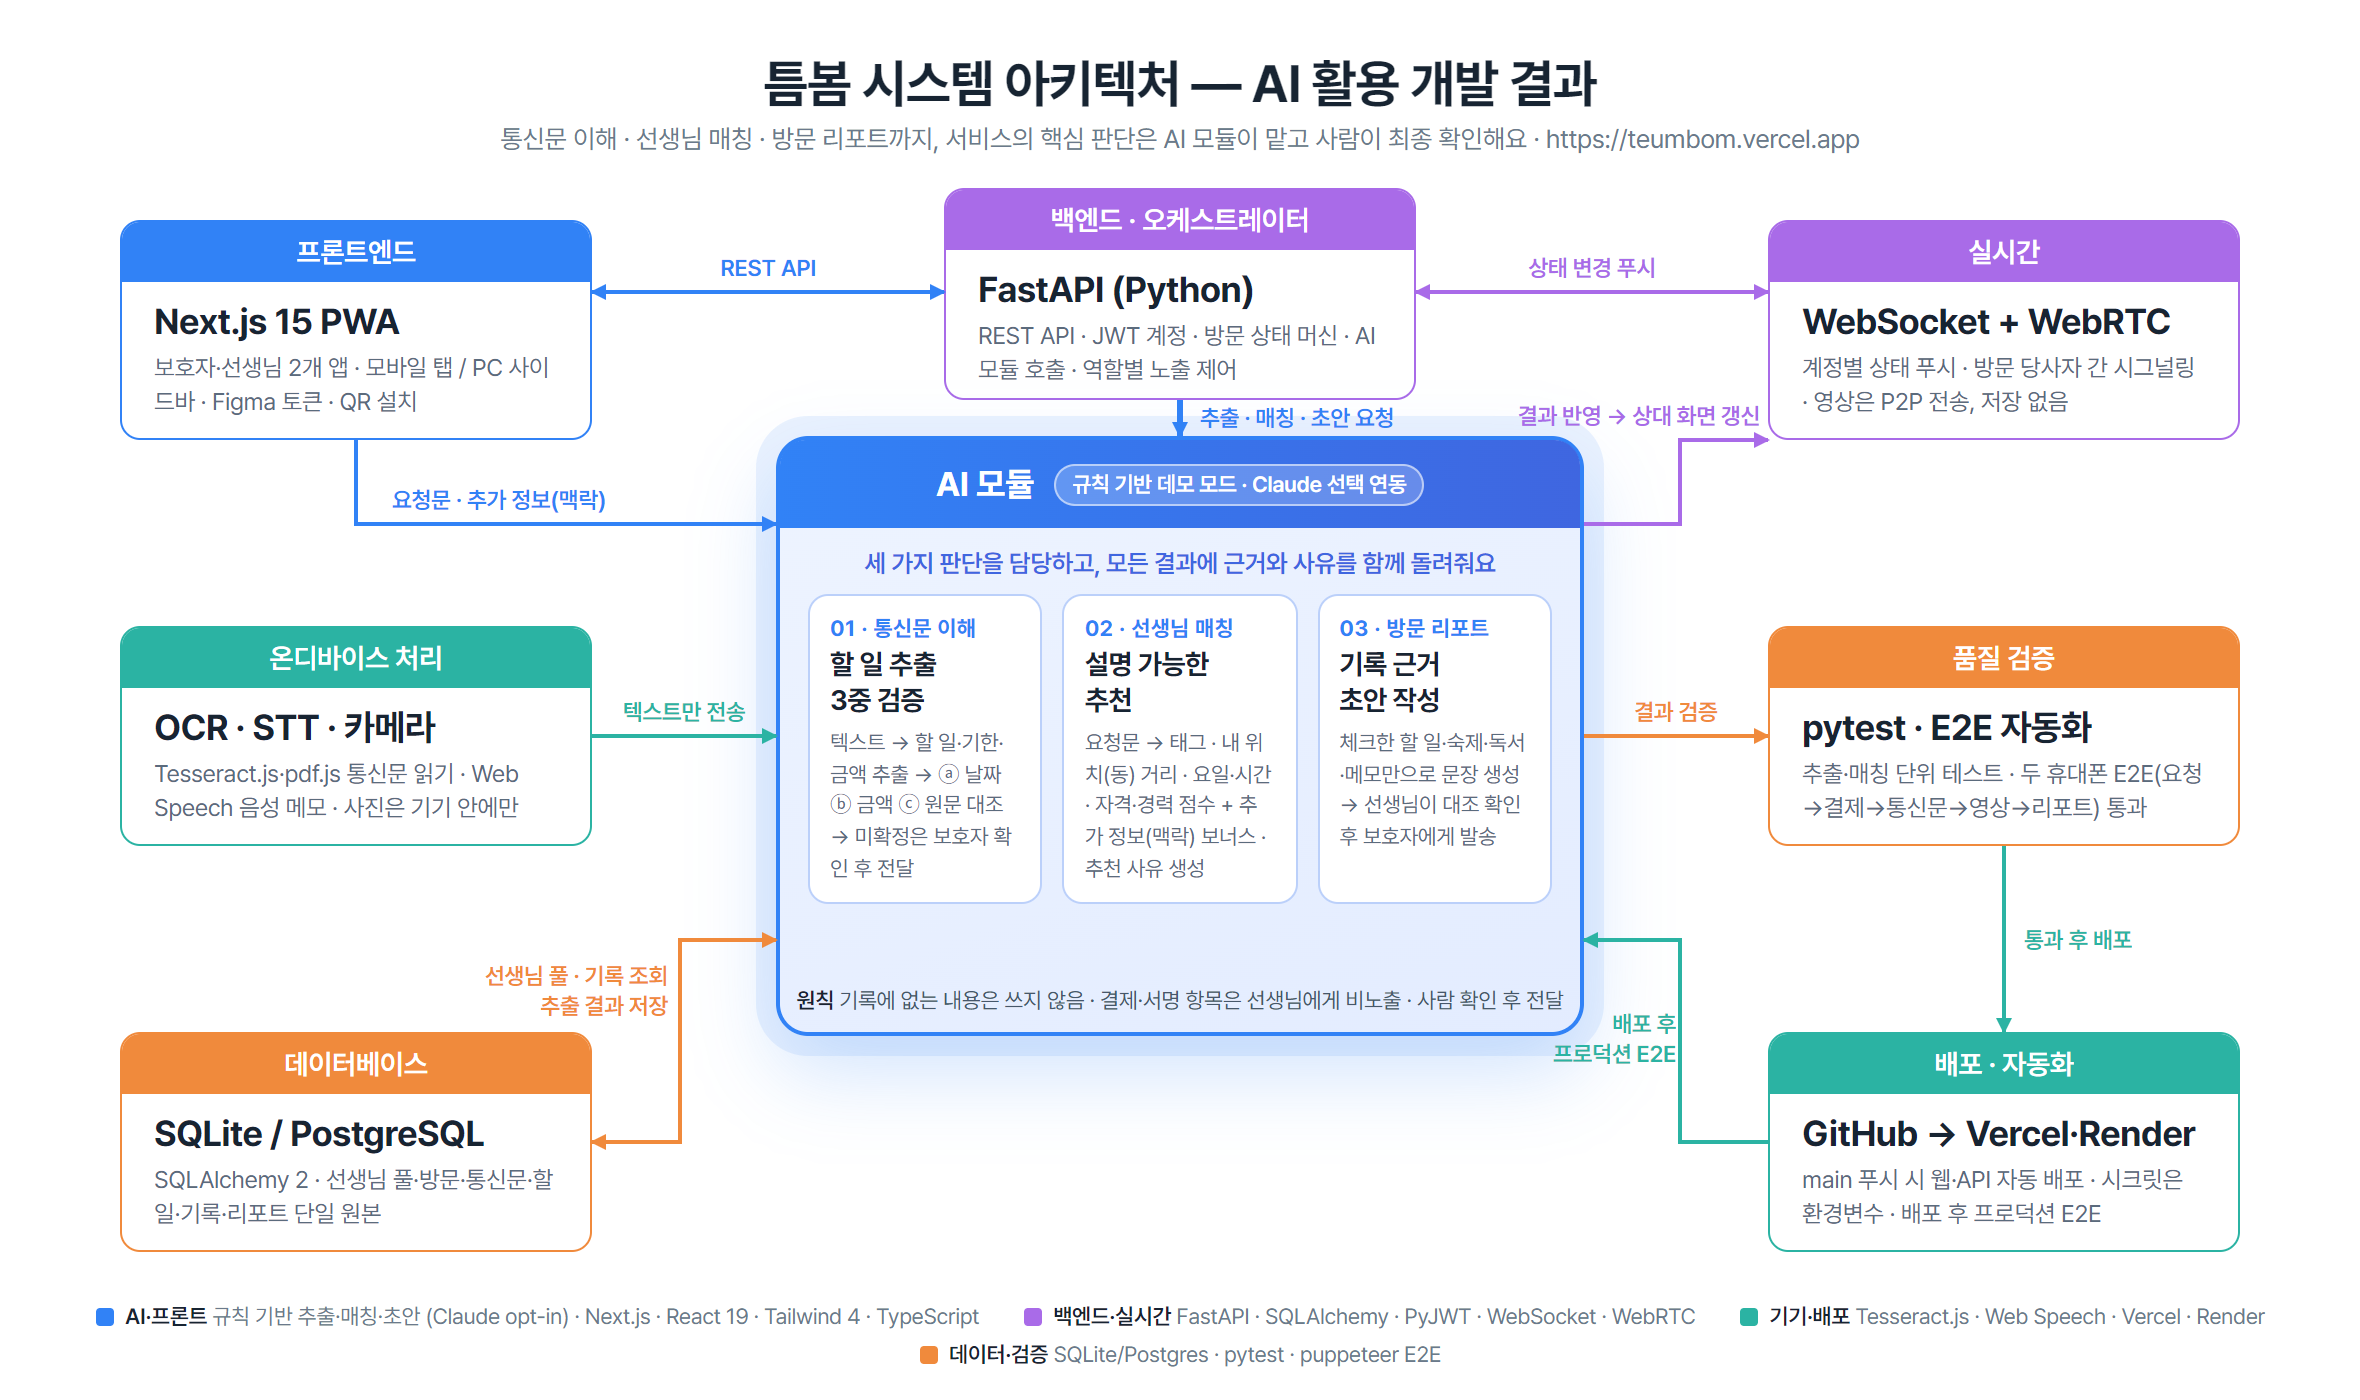 틈봄 시스템 아키텍처 — AI 활용 개발 결과
통신문 이해 · 선생님 매칭 · 방문 리포트까지, 서비스의 핵심 판단은 AI 모듈이 맡고 사람이 최종 확인해요 · https://teumbom.vercel.app
프론트엔드
Next.js 15 PWA
보호자·선생님 2개 앱 · 모바일 탭 / PC 사이
드바 · Figma 토큰 · QR 설치
REST API
백엔드 · 오케스트레이터
FastAPI (Python)
REST API · JWT 계정 · 방문 상태 머신 · AI
모듈 호출 · 역할별 노출 제어
상태 변경 푸시
실시간
WebSocket + WebRTC
계정별 상태 푸시 · 방문 당사자 간 시그널링
· 영상은 P2P 전송, 저장 없음
추출 · 매칭 · 초안 요청
결과 반영 → 상대 화면 갱신
요청문 · 추가 정보(맥락)
AI 모듈
규칙 기반 데모 모드 · Claude 선택 연동
세 가지 판단을 담당하고, 모든 결과에 근거와 사유를 함께 돌려줘요
01 · 통신문 이해
할 일 추출
3중 검증
텍스트 → 할 일·기한·
금액 추출 → ⓐ 날짜
ⓑ 금액 ⓒ 원문 대조
→ 미확정은 보호자 확
인 후 전달
02 · 선생님 매칭
설명 가능한
추천
요청문 → 태그 · 내 위
치(동) 거리 · 요일·시간
· 자격·경력 점수 + 추
가 정보(맥락) 보너스 ·
추천 사유 생성
03 · 방문 리포트
기록 근거
초안 작성
체크한 할 일·숙제·독서
·메모만으로 문장 생성
→ 선생님이 대조 확인
후 보호자에게 발송
원칙 기록에 없는 내용은 쓰지 않음 · 결제·서명 항목은 선생님에게 비노출 · 사람 확인 후 전달
온디바이스 처리
OCR · STT · 카메라
Tesseract.js·pdf.js 통신문 읽기 · Web
Speech 음성 메모 · 사진은 기기 안에만
텍스트만 전송
결과 검증
품질 검증
pytest · E2E 자동화
추출·매칭 단위 테스트 · 두 휴대폰 E2E(요청
→결제→통신문→영상→리포트) 통과
통과 후 배포
선생님 풀 · 기록 조회
추출 결과 저장
데이터베이스
SQLite / PostgreSQL
SQLAlchemy 2 · 선생님 풀·방문·통신문·할
일·기록·리포트 단일 원본
배포 후
프로덕션 E2E
배포 · 자동화
GitHub → Vercel·Render
main 푸시 시 웹·API 자동 배포 · 시크릿은
환경변수 · 배포 후 프로덕션 E2E
AI·프론트 규칙 기반 추출·매칭·초안 (Claude opt-in) · Next.js · React 19 · Tailwind 4 · TypeScript
백엔드·실시간 FastAPI · SQLAlchemy · PyJWT · WebSocket · WebRTC
기기·배포 Tesseract.js · Web Speech · Vercel · Render
데이터·검증 SQLite/Postgres · pytest · puppeteer E2E